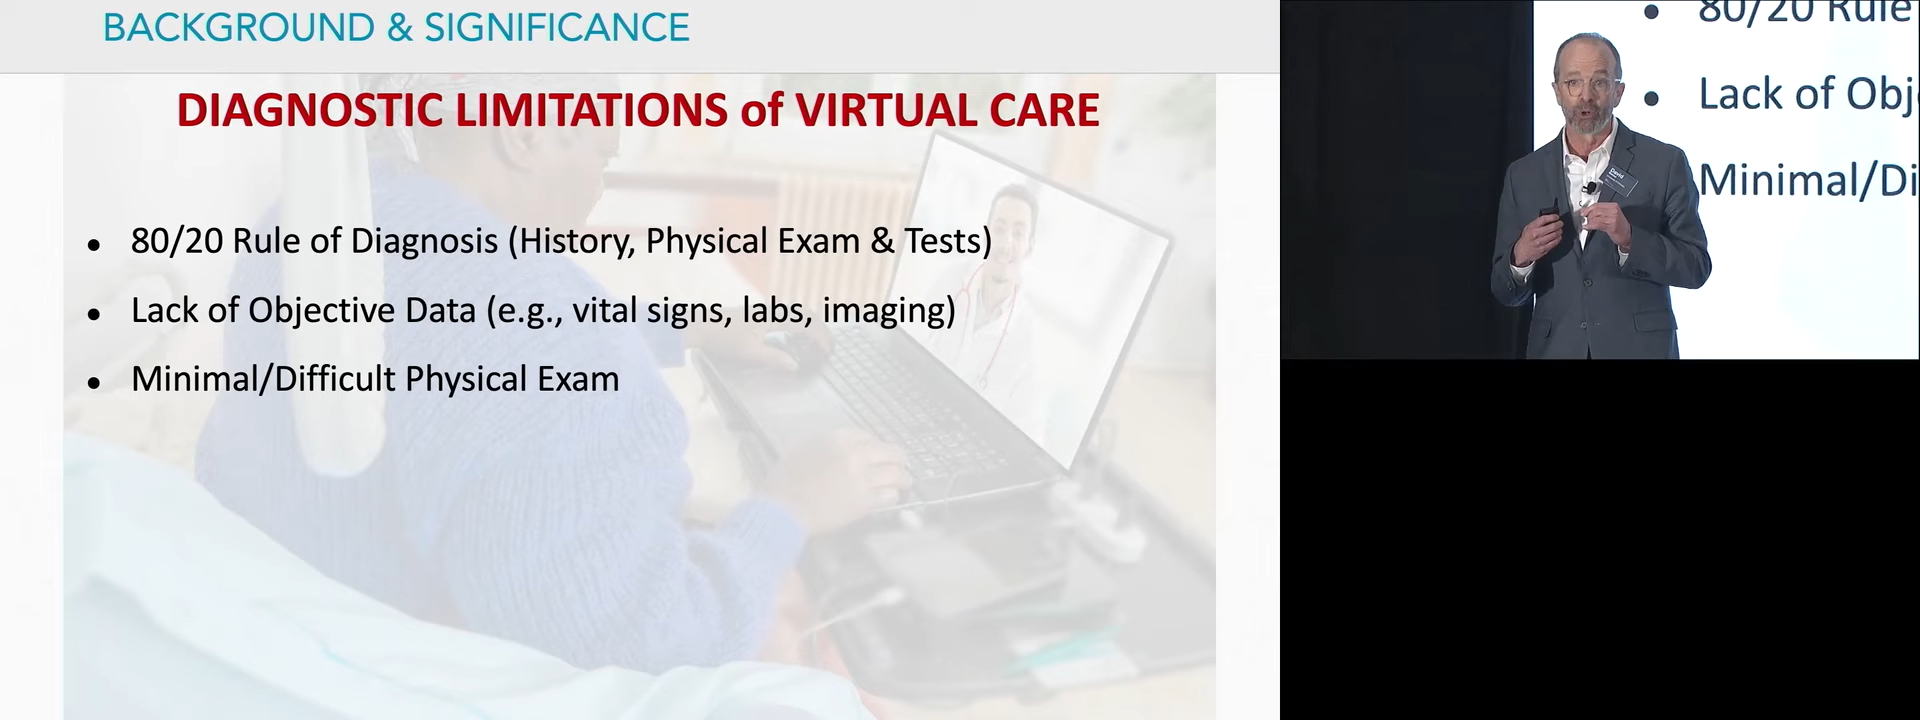 BACKGROUND & SIGNIFICANCE
DIAGNOSTIC LIMITATIONS of VIRTUAL CARE
• 80/20 Rule of Diagnosis (History, Physical Exam & Tests)
• Lack of Objective Data (e.g., vital signs, labs, imaging)
• Minimal/Difficult Physical Exam
• 80/20 Rule
• Lack of Obj
Minimal/Di
David